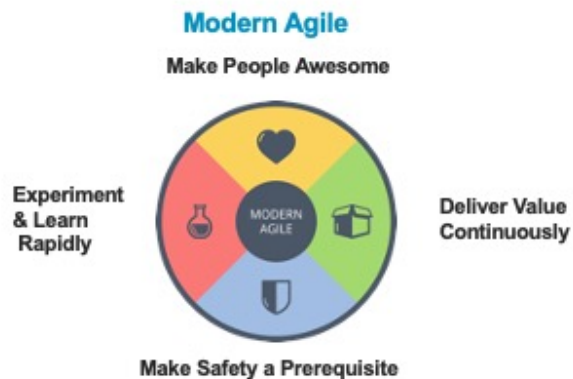 Modern Agile
Make People Awesome
Experiment
& Learn
Rapidly
MODERN
AGILE
Deliver Value
Continuously
Make Safety a Prerequisite